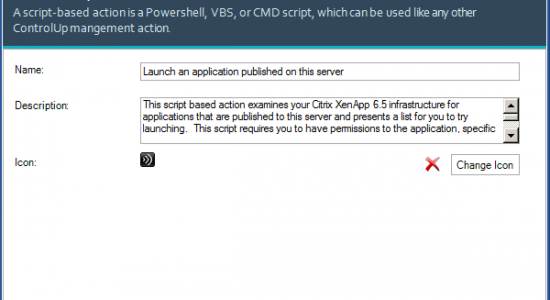 A script-based action is a Powershell, VBS, or CMD script, which can be used like any other
ControlUp mangement action.
Name:
Launch an application published on this server
Description:
This script based action examines your Citrix XenApp 6.5 infrastructure for
applications that are published to this server and presents a list for you to try
launching. This script requires you to have permissions to the application, specific
Icon:
Change Icon